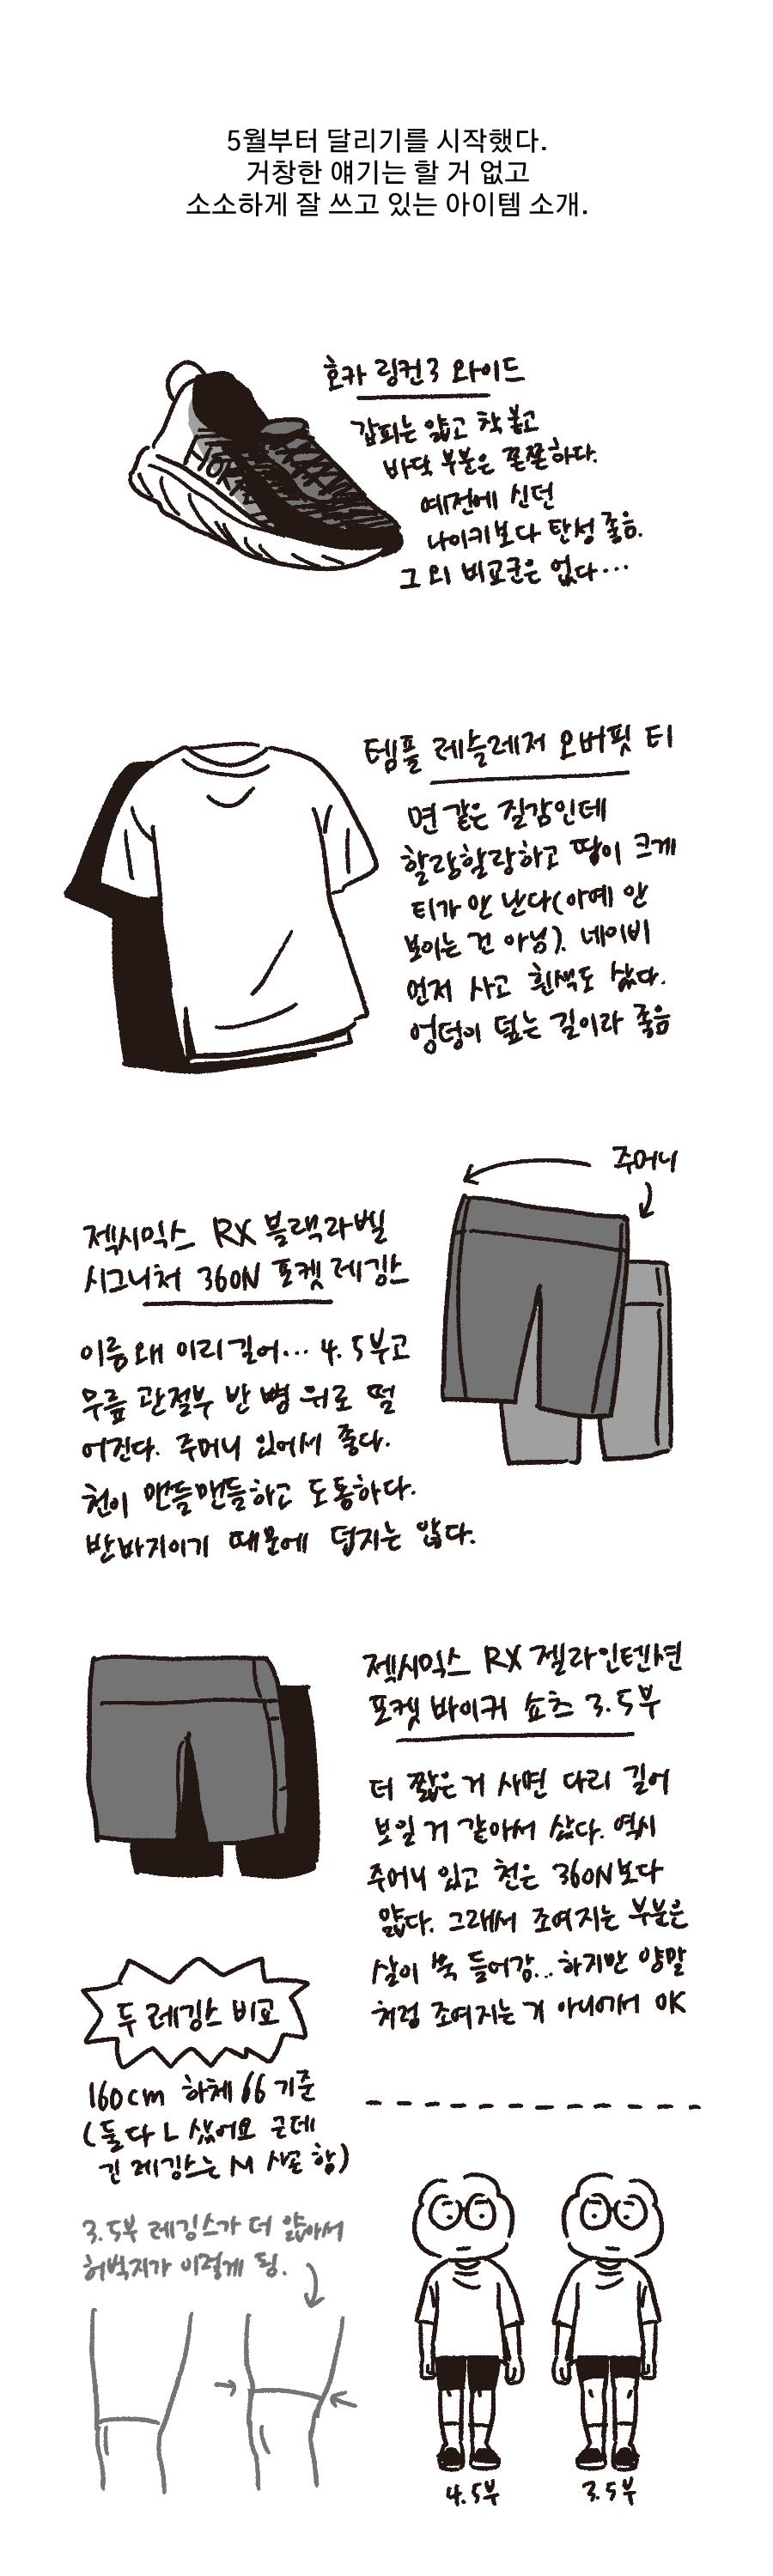 5월부터 달리기를 시작했다.
거창한 얘기는 할 거 없고
소소하게 잘 쓰고 있는 아이템 소개.
호카 링컨3 와이드
HOKA
갑피는 얇고 착 붙고
바닥 부분은 쫀쫀하다.
예전에 신던
나이키보다 탄성 좋음.
그 외 비교군은 없다...
템플 레슬레저 오버핏 티
면 같은 질감인데
할랑할랑하고 땀이 크게
티가 안 난다(아예 안
보이는 건 아님). 네이비
먼저 사고 흰색도 샀다.
엉덩이 덮는 길이라 좋음
주머니
젝시믹스 RX 블랙라벨
시그니처 360N 포켓 레깅스
이름 왜 이리 길어... 4.5부고
무릎 관절부 반 뼘 위로 떨
어진다. 주머니 있어서 좋다.
천이 맨들맨들하고 도톰하다.
반바지이기 때문에 덥지는 않다.
젝시믹스 RX 젤라인텐션
포켓 바이커 쇼츠 3.5부
더 짧은 거 사면 다리 길어
보일 거 같아서 샀다. 역시
주머니 있고 천은 360N보다
얇다. 그래서 조여지는 부분은
살이 쑥 들어감... 하지만 양말
처럼 조여지는 거 아니어서 OK
두 레깅스 비교
160cm 하체 66 기준
(둘 다 L 샀어요 근데
긴 레깅스는 M 사곤 함)
3.5부 레깅스가 더 얇아서
허벅지가 이렇게 됨.
4.5부
3.5부